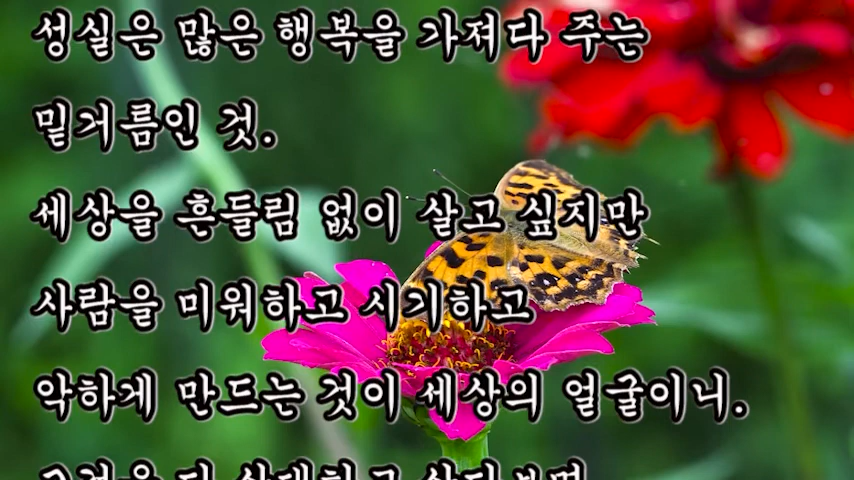 성실은 많은 행복을 가져다 주는
밑거름인 것.
세상을 흔들림 없이 살고 싶지만
사람을 미워하고 시기하고
악하게 만드는 것이 세상의 얼굴이니.